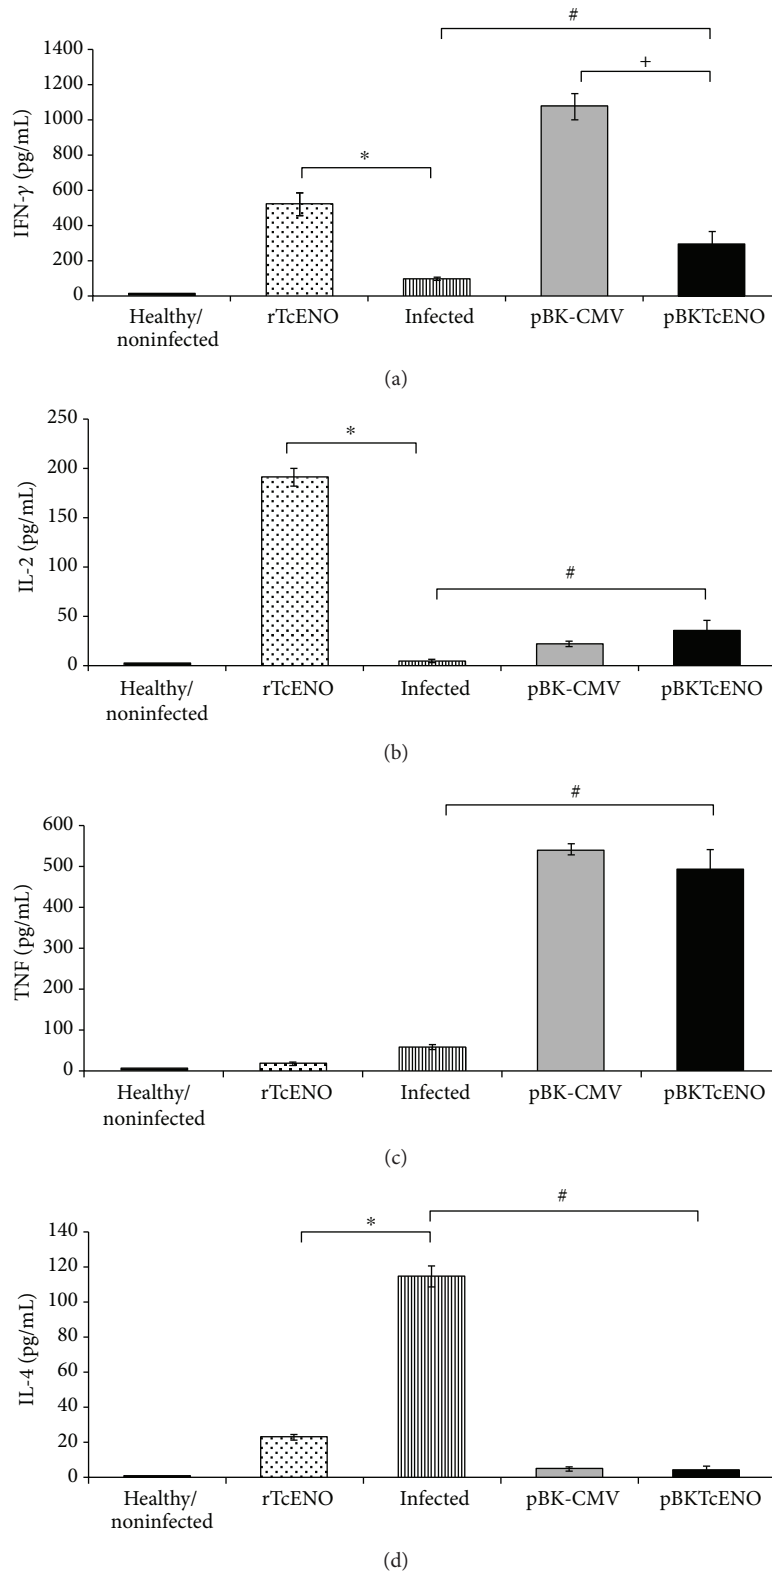 #
1400
+
1200
1000
800
*
600
400
200
0
IFN-γ (pg/mL)
Healthy/ rTcENO Infected pBK-CMV pBKTcENO
noninfected
(a)
250
*
200
150
100
#
50
0
IL-2 (pg/mL)
Healthy/ rTcENO Infected pBK-CMV pBKTcENO
noninfected
(b)
#
600
500
400
300
200
100
0
TNF (pg/mL)
Healthy/ rTcENO Infected pBK-CMV pBKTcENO
noninfected
(c)
#
*
140
120
100
80
60
40
20
0
IL-4 (pg/mL)
Healthy/ rTcENO Infected pBK-CMV pBKTcENO
noninfected
(d)